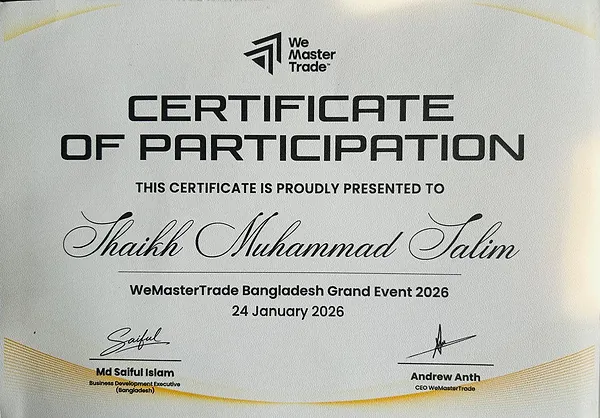 We
Master
Trade™
CERTIFICATE
OF PARTICIPATION
THIS CERTIFICATE IS PROUDLY PRESENTED TO
Shaikh Muhammad Salim
WeMasterTrade Bangladesh Grand Event 2026
24 January 2026
Saiful
Md Saiful Islam
Business Development Executive
(Bangladesh)
Andrew Anth
CEO WeMasterTrade